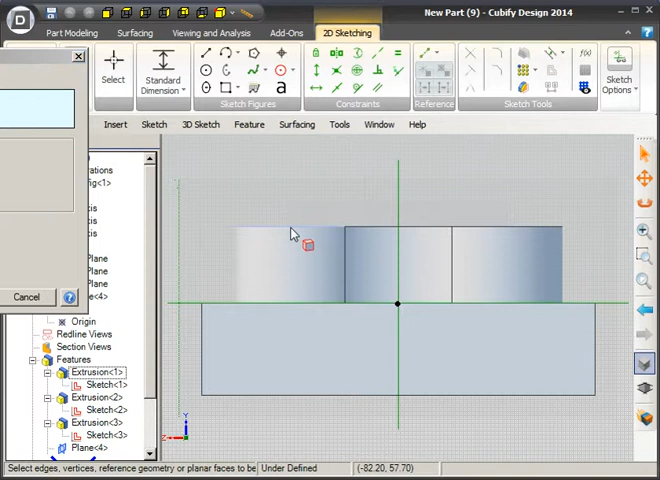 New Part (9) - Cubify Design 2014
D
Part Modeling
Surfacing
Viewing and Analysis
Add-Ons
2D Sketching
Select
Standard
Dimension
f(x)
Sketch
Options
Sketch Figures
Constraints
Reference
Sketch Tools
Insert
Sketch
3D Sketch
Feature
Surfacing
Tools
Window
Help
Cancel
Origin
Redline Views
Section Views
Features
Extrusion<1>
Sketch<1>
Extrusion<2>
Sketch<2>
Extrusion<3>
Sketch<3>
Plane<4>
Y
Z
Select edges, vertices, reference geometry or planar faces to be
Under Defined
(-82.20, 57.70)